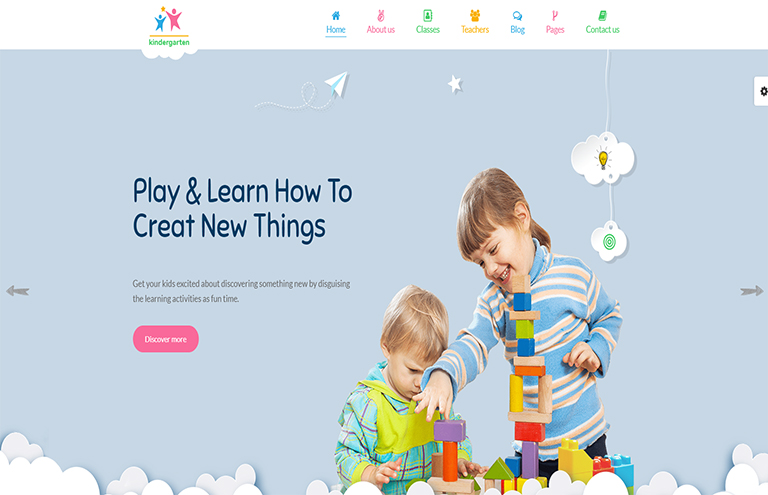 kindergarten
Home About us Classes Teachers Blog Pages Contact us
Play & Learn How To
Creat New Things
Get your kids excited about discovering something new by disguising
the learning activities as fun time.
Discover more